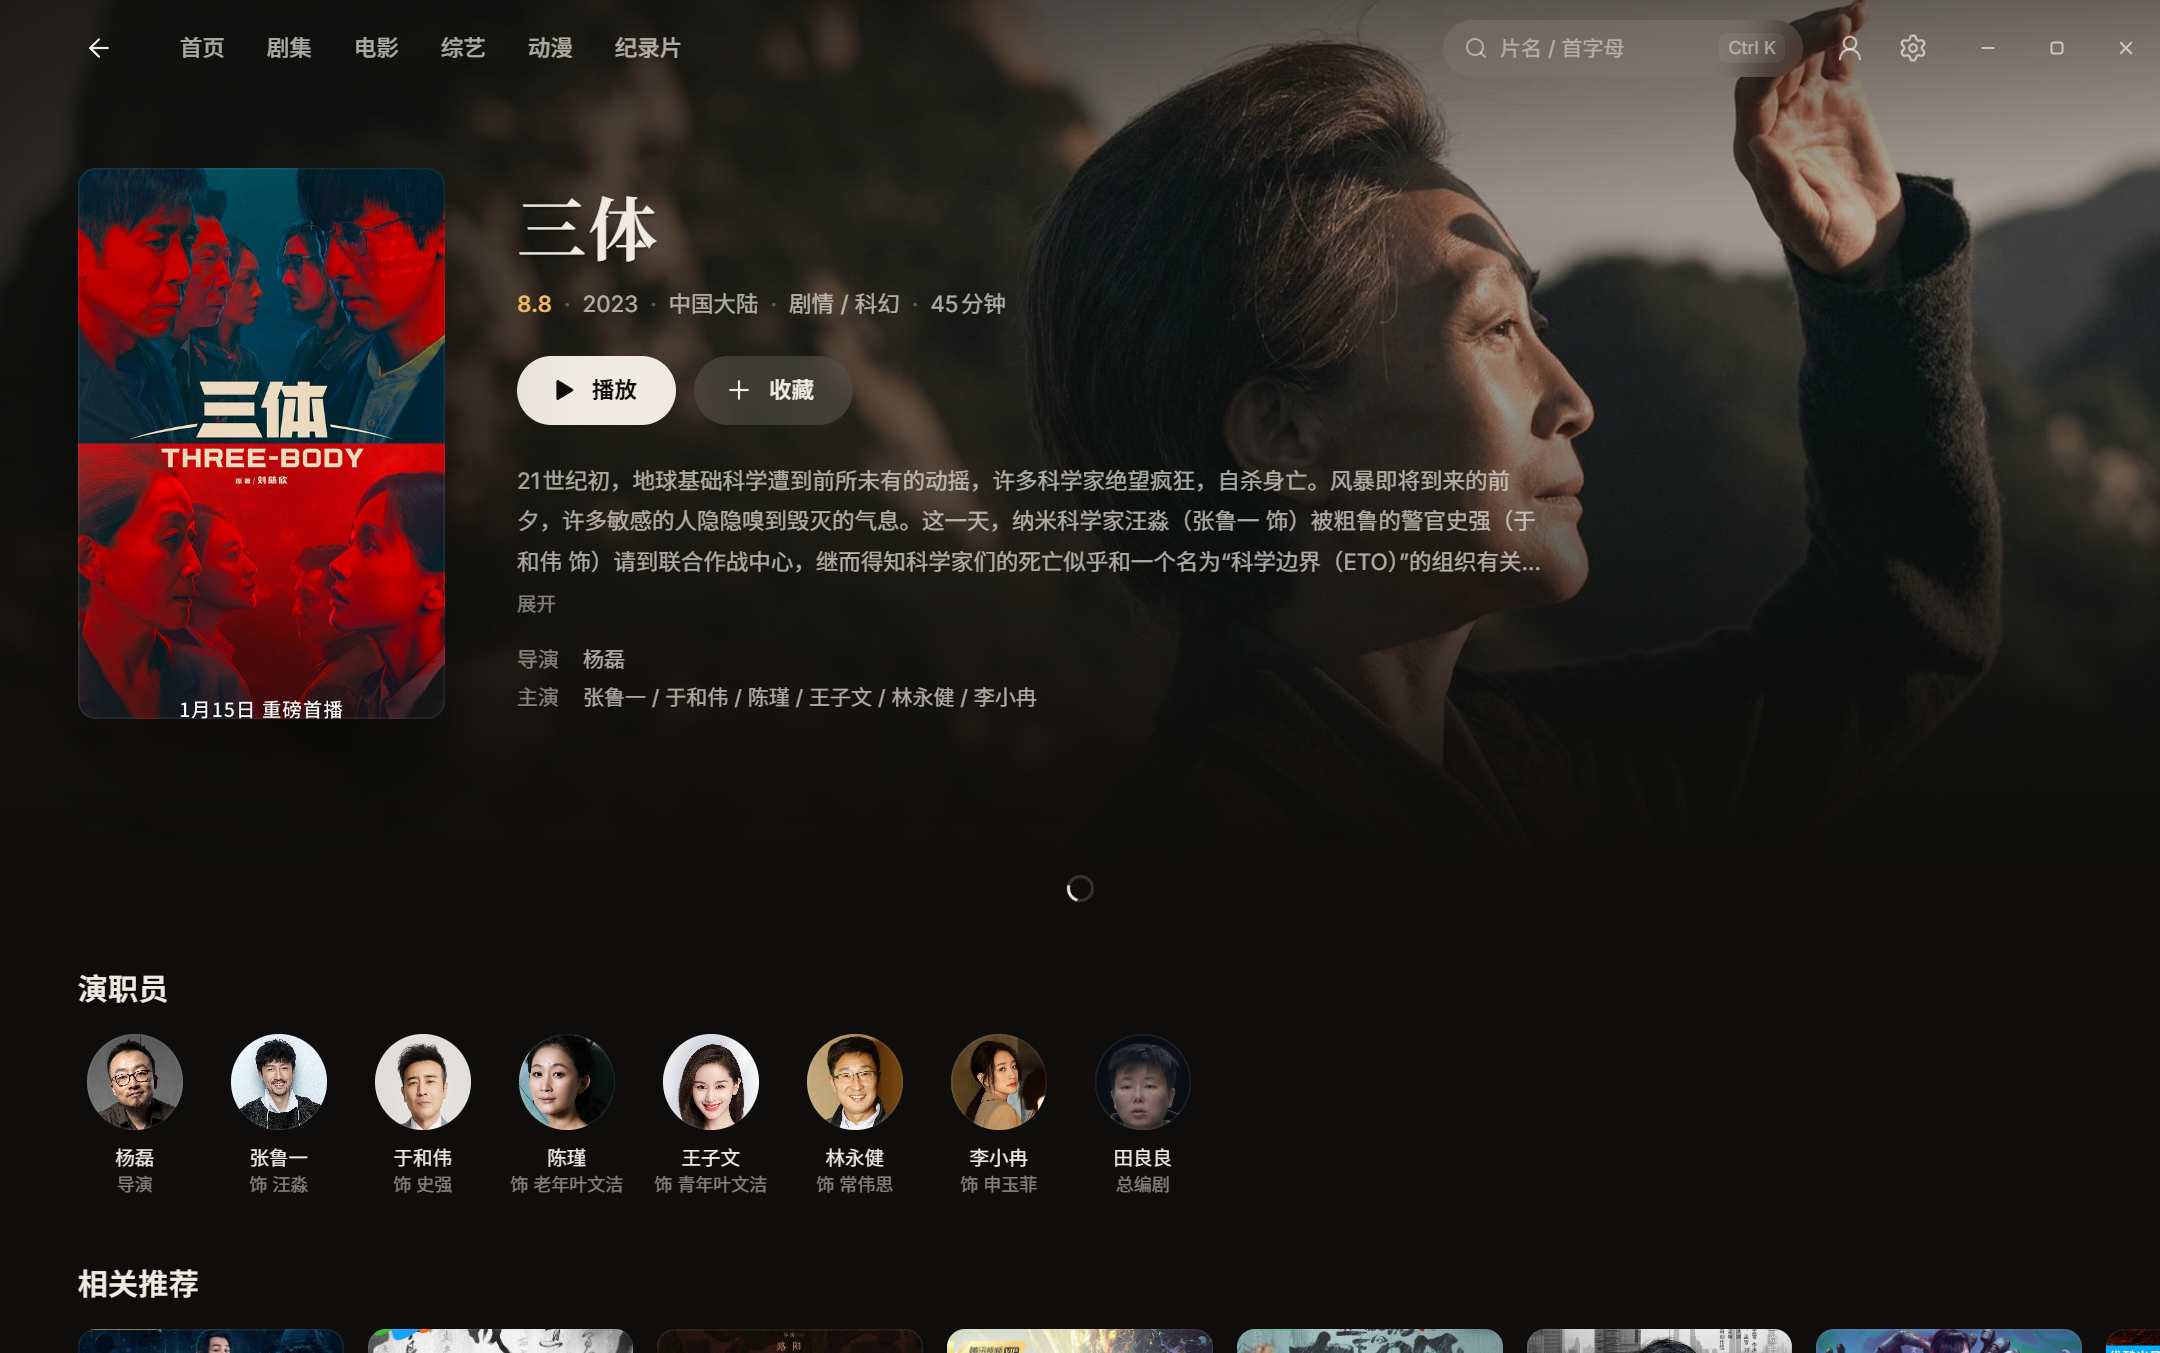 首页 剧集 电影 综艺 动漫 纪录片
片名 / 首字母 Ctrl K
三体
THREE-BODY
原著/刘慈欣
1月15日 重磅首播
三体
8.8 · 2023 · 中国大陆 · 剧情 / 科幻 · 45分钟
播放 收藏
21世纪初，地球基础科学遭到前所未有的动摇，许多科学家绝望疯狂，自杀身亡。风暴即将到来的前
夕，许多敏感的人隐隐嗅到毁灭的气息。这一天，纳米科学家汪淼（张鲁一 饰）被粗鲁的警官史强（于
和伟 饰）请到联合作战中心，继而得知科学家们的死亡似乎和一个名为“科学边界（ETO）”的组织有关...
展开
导演 杨磊
主演 张鲁一 / 于和伟 / 陈瑾 / 王子文 / 林永健 / 李小冉
演职员
杨磊 张鲁一 于和伟 陈瑾 王子文 林永健 李小冉 田良良
导演 饰 汪淼 饰 史强 饰 老年叶文洁 饰 青年叶文洁 饰 常伟思 饰 申玉菲 总编剧
相关推荐